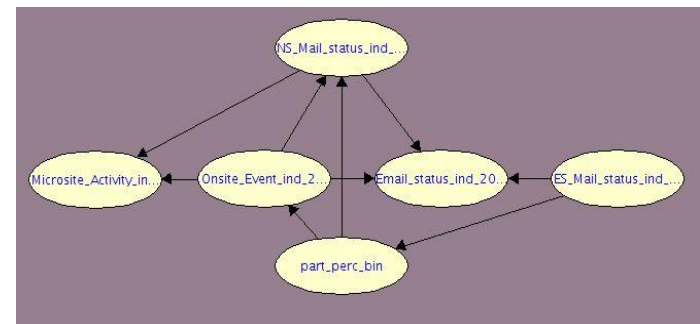 NS_Mail_status_ind_...
Microsite_Activity_in...
Onsite_Event_ind_2...
Email_status_ind_20...
ES_Mail_status_ind_...
part_perc_bin